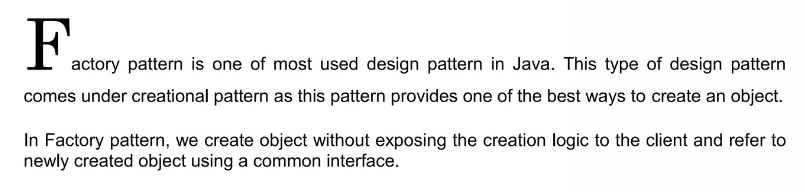 Factory pattern is one of most used design pattern in Java. This type of design pattern
comes under creational pattern as this pattern provides one of the best ways to create an object.
In Factory pattern, we create object without exposing the creation logic to the client and refer to
newly created object using a common interface.